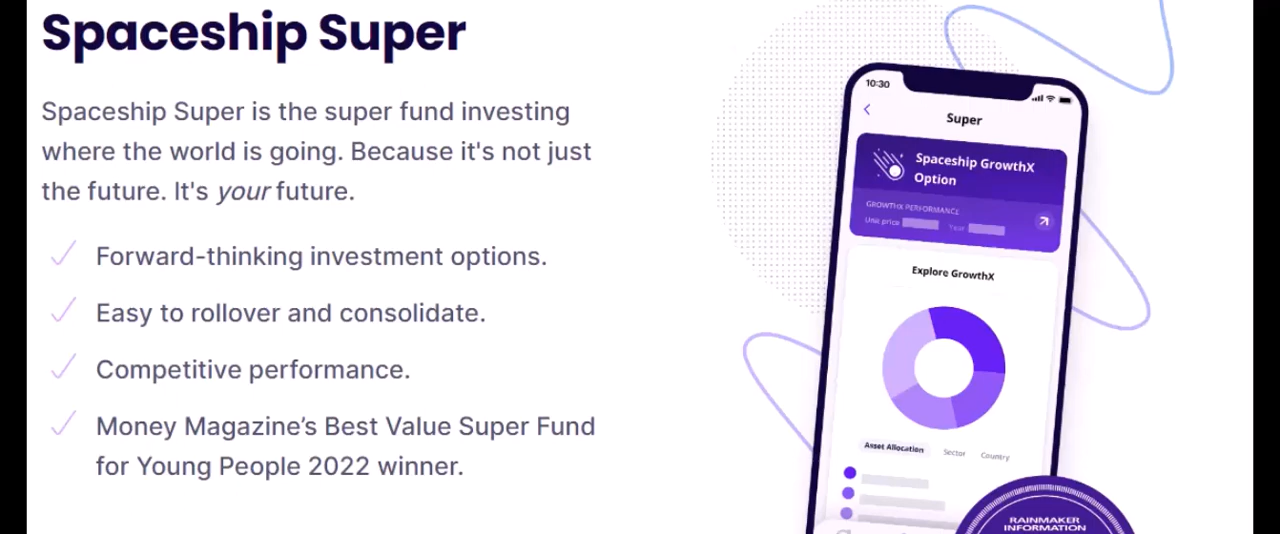 Spaceship Super
Spaceship Super is the super fund investing
where the world is going. Because it's not just
the future. It's your future.
Forward-thinking investment options.
Easy to rollover and consolidate.
Competitive performance.
Money Magazine’s Best Value Super Fund
for Young People 2022 winner.
10:30
Super
Spaceship GrowthX
Option
GROWTHX PERFORMANCE
Unit price Year
Explore GrowthX
Asset Allocation Sector Country
RAINMAKER
INFORMATION